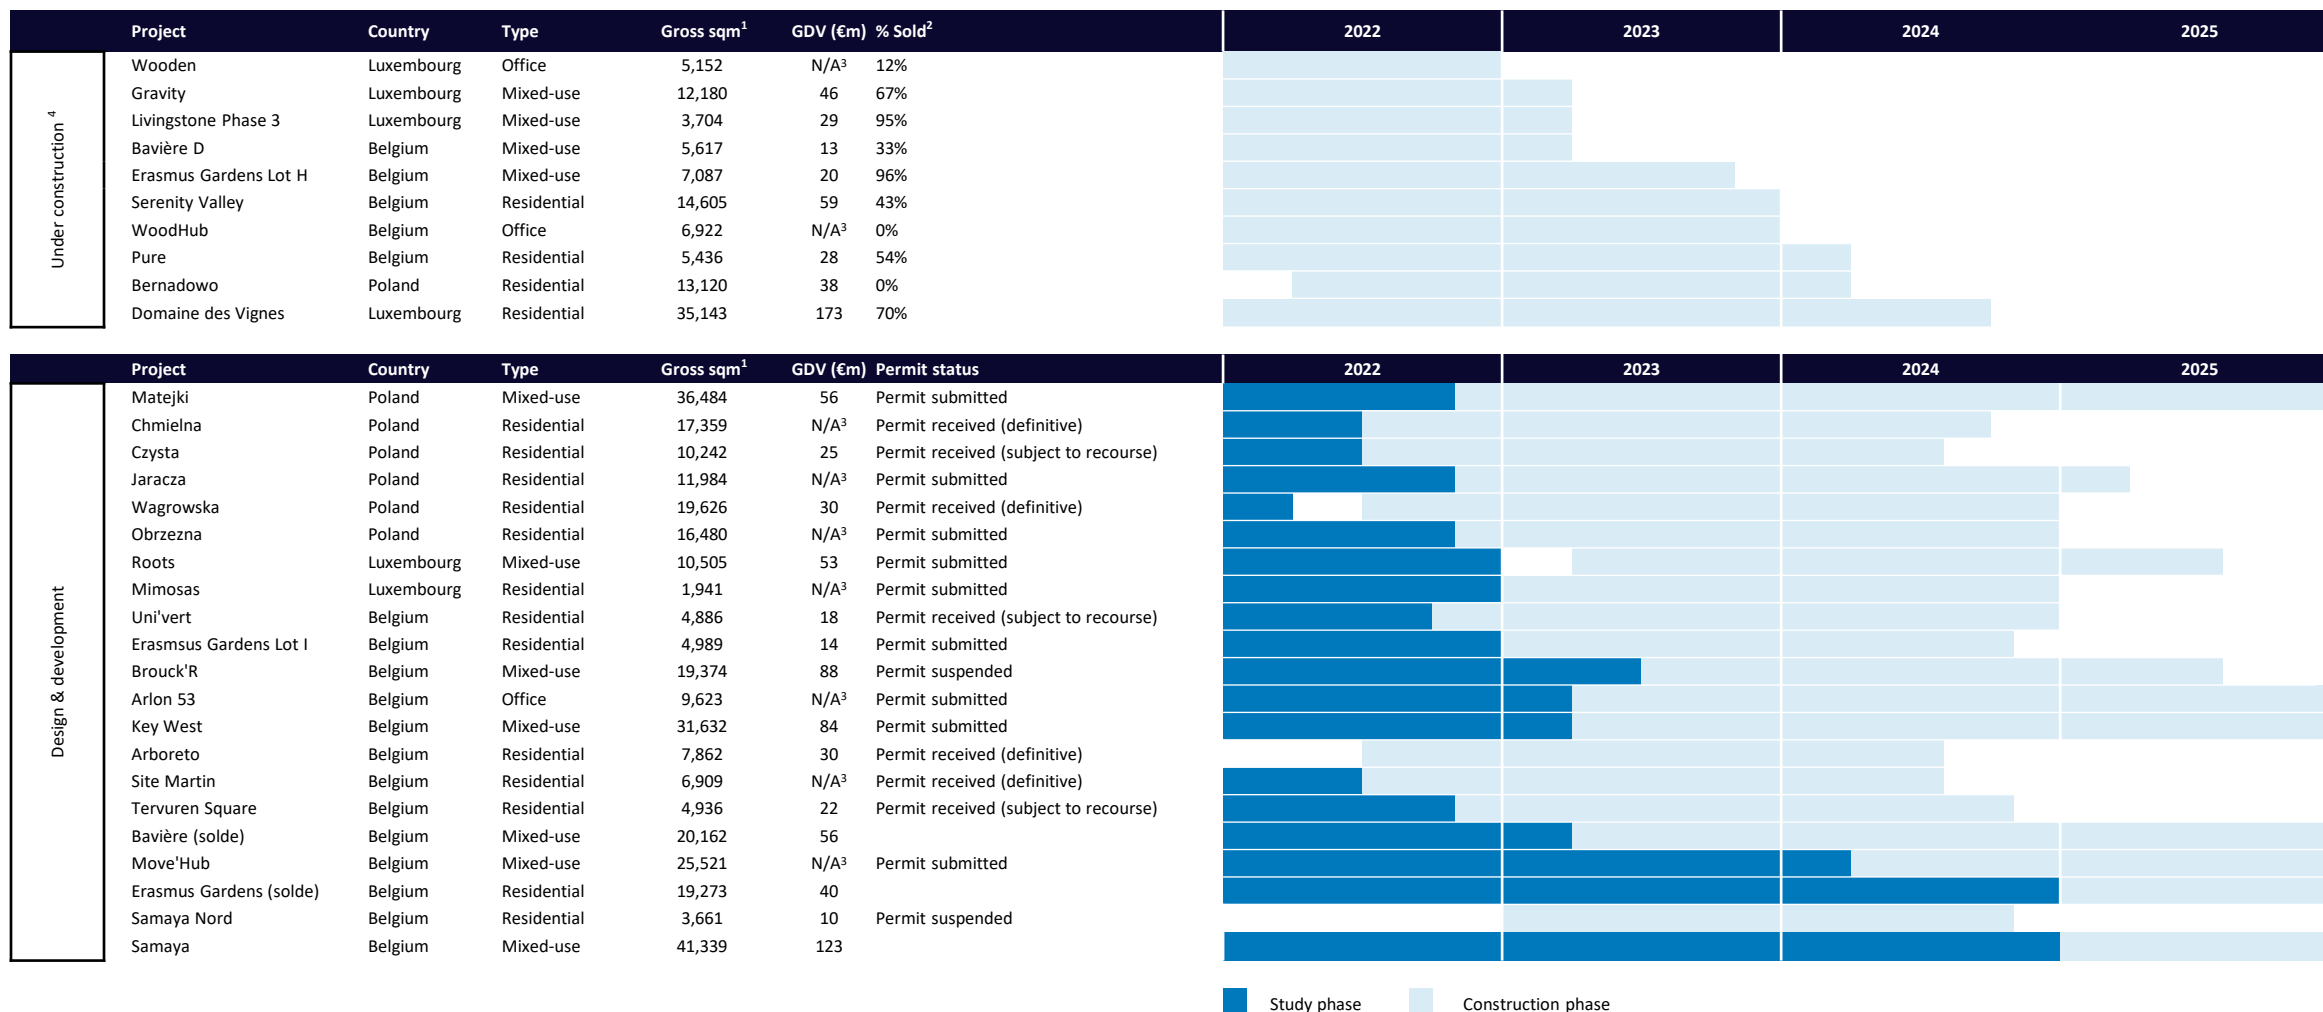 Project Country Type Gross sqm1 GDV (€m) % Sold2 2022 2023 2024 2025
Under construction 4
Wooden Luxembourg Office 5,152 N/A3 12%
Gravity Luxembourg Mixed-use 12,180 46 67%
Livingstone Phase 3 Luxembourg Mixed-use 3,704 29 95%
Bavière D Belgium Mixed-use 5,617 13 33%
Erasmus Gardens Lot H Belgium Mixed-use 7,087 20 96%
Serenity Valley Belgium Residential 14,605 59 43%
WoodHub Belgium Office 6,922 N/A3 0%
Pure Belgium Residential 5,436 28 54%
Bernadowo Poland Residential 13,120 38 0%
Domaine des Vignes Luxembourg Residential 35,143 173 70%
Project Country Type Gross sqm1 GDV (€m) Permit status 2022 2023 2024 2025
Design & development
Matejki Poland Mixed-use 36,484 56 Permit submitted
Chmielna Poland Residential 17,359 N/A3 Permit received (definitive)
Czysta Poland Residential 10,242 25 Permit received (subject to recourse)
Jaracza Poland Residential 11,984 N/A3 Permit submitted
Wagrowska Poland Residential 19,626 30 Permit received (definitive)
Obrzezna Poland Residential 16,480 N/A3 Permit submitted
Roots Luxembourg Mixed-use 10,505 53 Permit submitted
Mimosas Luxembourg Residential 1,941 N/A3 Permit submitted
Uni'vert Belgium Residential 4,886 18 Permit received (subject to recourse)
Erasmsus Gardens Lot I Belgium Residential 4,989 14 Permit submitted
Brouck'R Belgium Mixed-use 19,374 88 Permit suspended
Arlon 53 Belgium Office 9,623 N/A3 Permit submitted
Key West Belgium Mixed-use 31,632 84 Permit submitted
Arboreto Belgium Residential 7,862 30 Permit received (definitive)
Site Martin Belgium Residential 6,909 N/A3 Permit received (definitive)
Tervuren Square Belgium Residential 4,936 22 Permit received (subject to recourse)
Bavière (solde) Belgium Mixed-use 20,162 56
Move'Hub Belgium Mixed-use 25,521 N/A3 Permit submitted
Erasmus Gardens (solde) Belgium Residential 19,273 40
Samaya Nord Belgium Residential 3,661 10 Permit suspended
Samaya Belgium Mixed-use 41,339 123
Study phase Construction phase